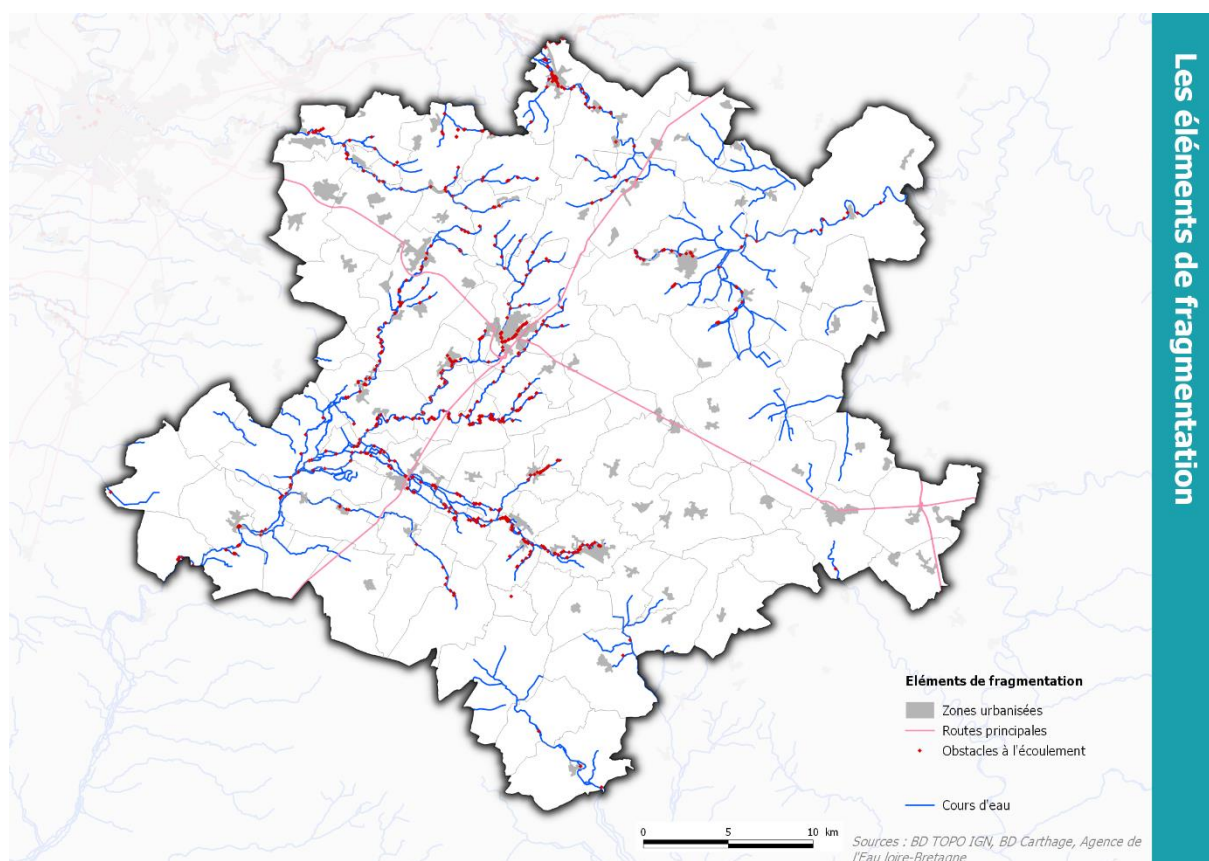 Les éléments de fragmentation
Eléments de fragmentation
Zones urbanisées
Routes principales
Obstacles à l'écoulement
Cours d'eau
0 5 10 km
Sources : BD TOPO IGN, BD Carthage, Agence de
l'Eau loire-Bretagne